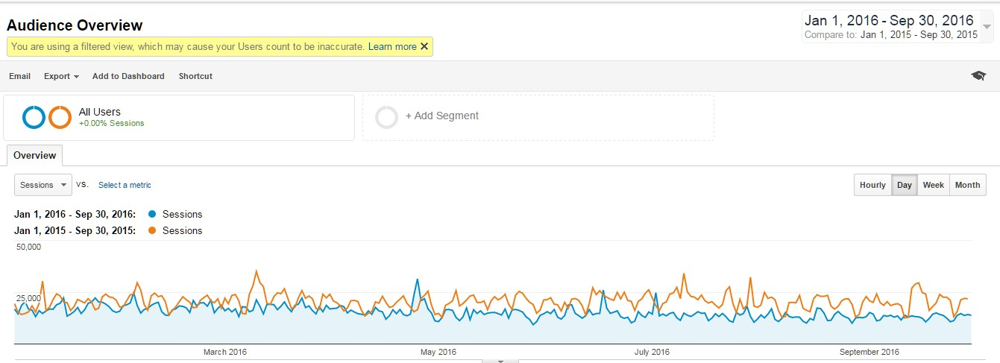 Audience Overview
Jan 1, 2016 - Sep 30, 2016
Compare to: Jan 1, 2015 - Sep 30, 2015
You are using a filtered view, which may cause your Users count to be inaccurate. Learn more
Email Export Add to Dashboard Shortcut
All Users
+0.00% Sessions
+ Add Segment
Overview
Sessions vs. Select a metric
Hourly Day Week Month
Jan 1, 2016 - Sep 30, 2016: Sessions
Jan 1, 2015 - Sep 30, 2015: Sessions
50,000
25,000
March 2016 May 2016 July 2016 September 2016